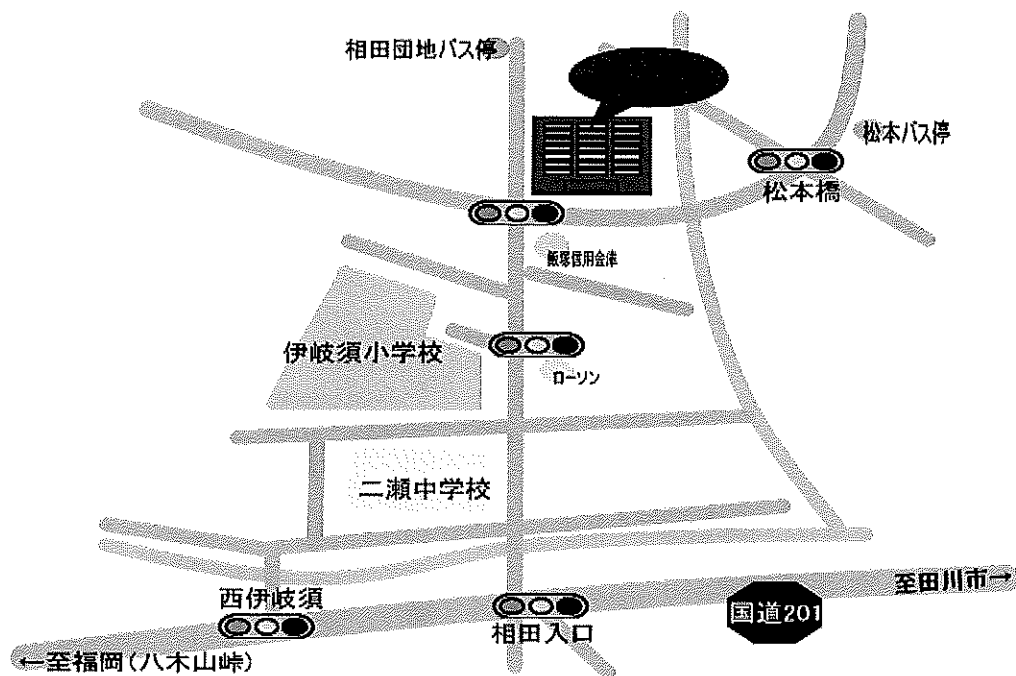 相田団地バス停
松本バス停
松本橋
飯塚信用金庫
伊岐須小学校
ローソン
二瀬中学校
西伊岐須
相田入口
国道201
至田川市→
←至福岡(八木山峠)